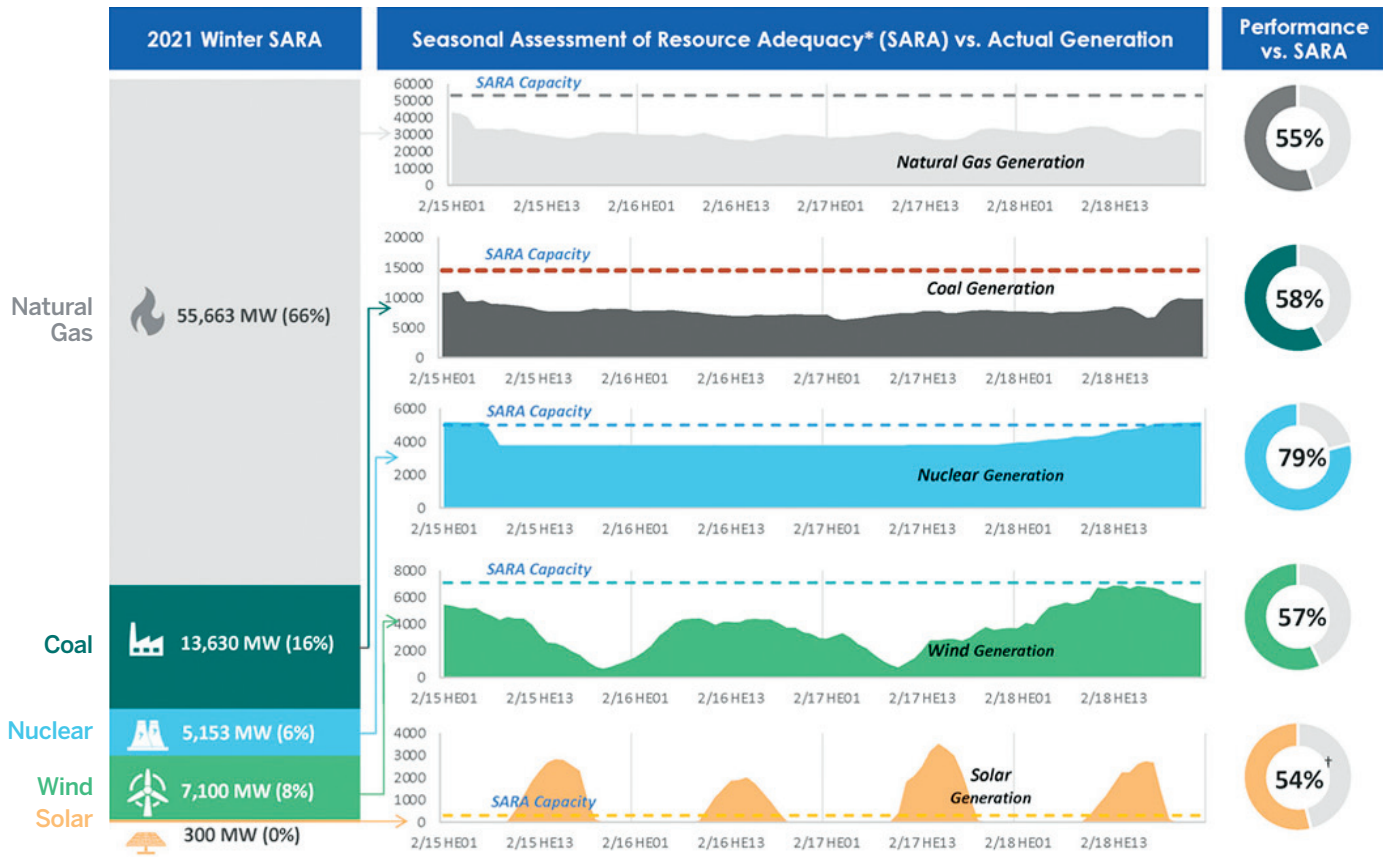 2021 Winter SARA
Seasonal Assessment of Resource Adequacy* (SARA) vs. Actual Generation
Performance
vs. SARA
Natural
Gas
55,663 MW (66%)
Coal
13,630 MW (16%)
Nuclear
5,153 MW (6%)
Wind
7,100 MW (8%)
Solar
300 MW (0%)
60000
50000
40000
30000
20000
10000
0
SARA Capacity
Natural Gas Generation
2/15 HE01 2/15 HE13 2/16 HE01 2/16 HE13 2/17 HE01 2/17 HE13 2/18 HE01 2/18 HE13
55%
20000
15000
10000
5000
0
SARA Capacity
Coal Generation
2/15 HE01 2/15 HE13 2/16 HE01 2/16 HE13 2/17 HE01 2/17 HE13 2/18 HE01 2/18 HE13
58%
6000
4000
2000
0
SARA Capacity
Nuclear Generation
2/15 HE01 2/15 HE13 2/16 HE01 2/16 HE13 2/17 HE01 2/17 HE13 2/18 HE01 2/18 HE13
79%
8000
6000
4000
2000
0
SARA Capacity
Wind Generation
2/15 HE01 2/15 HE13 2/16 HE01 2/16 HE13 2/17 HE01 2/17 HE13 2/18 HE01 2/18 HE13
57%
4000
3000
2000
1000
0
SARA Capacity
Solar
Generation
2/15 HE01 2/15 HE13 2/16 HE01 2/16 HE13 2/17 HE01 2/17 HE13 2/18 HE01 2/18 HE13
54%†